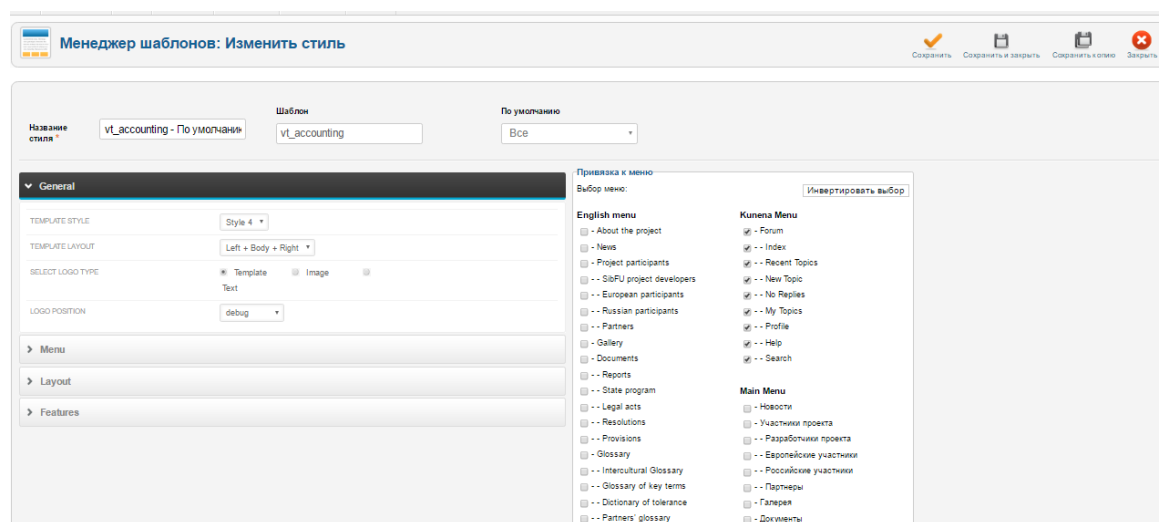 Менеджер шаблонов: Изменить стиль
Сохранить
Сохранить и закрыть
Сохранить копию
Закрыть
Название стиля *
vt_accounting - По умолчани
Шаблон
vt_accounting
По умолчанию
Все
General
TEMPLATE STYLE
Style 4
TEMPLATE LAYOUT
Left + Body + Right
SELECT LOGO TYPE
Template
Image
Text
LOGO POSITION
debug
Menu
Layout
Features
Привязка к меню
Выбор меню:
Инвертировать выбор
English menu
- About the project
- News
- Project participants
- - SibFU project developers
- - European participants
- - Russian participants
- - Partners
- Gallery
- Documents
- - Reports
- - State program
- - Legal acts
- - Resolutions
- - Provisions
- Glossary
- - Intercultural Glossary
- - Glossary of key terms
- - Dictionary of tolerance
- - Partners' glossary
Kunena Menu
- Forum
- - Index
- - Recent Topics
- - New Topic
- - No Replies
- - My Topics
- - Profile
- - Help
- - Search
Main Menu
- Новости
- Участники проекта
- - Разработчики проекта
- - Европейские участники
- - Российские участники
- - Партнеры
- Галерея
- Документы